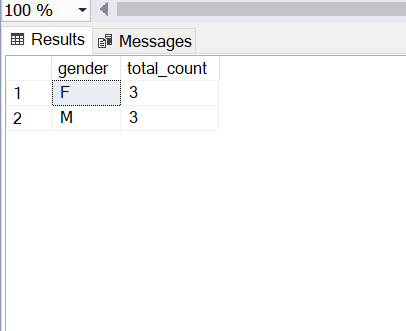 100 %
Results Messages
gender total_count
1 F 3
2 M 3